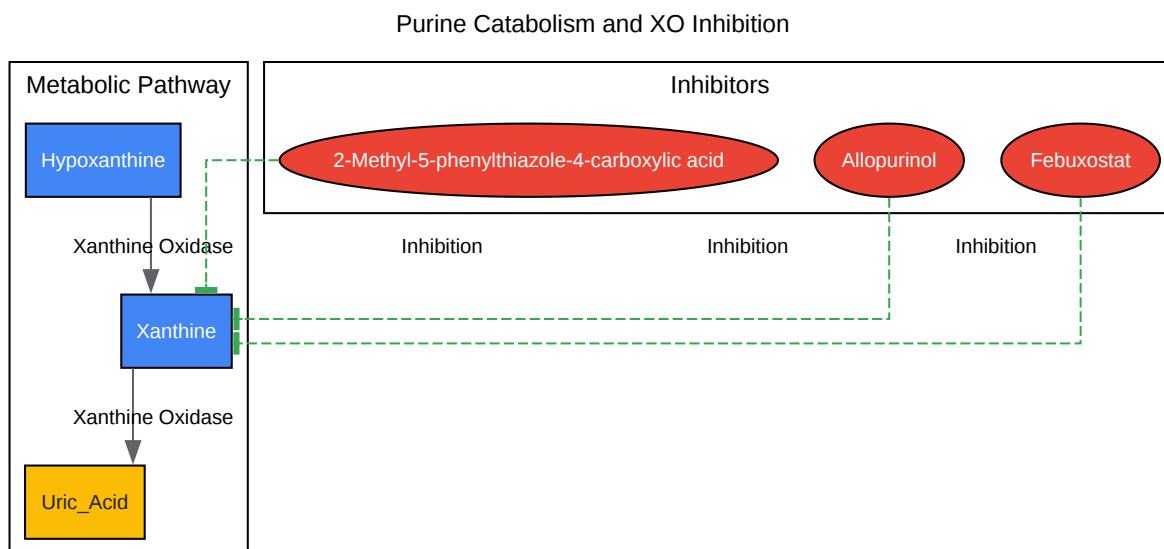 Purine Catabolism and XO Inhibition
Metabolic Pathway
Inhibitors
Hypoxanthine
2-Methyl-5-phenylthiazole-4-carboxylic acid
Allopurinol
Febuxostat
Xanthine Oxidase
Inhibition
Inhibition
Inhibition
Xanthine
Xanthine Oxidase
Uric_Acid